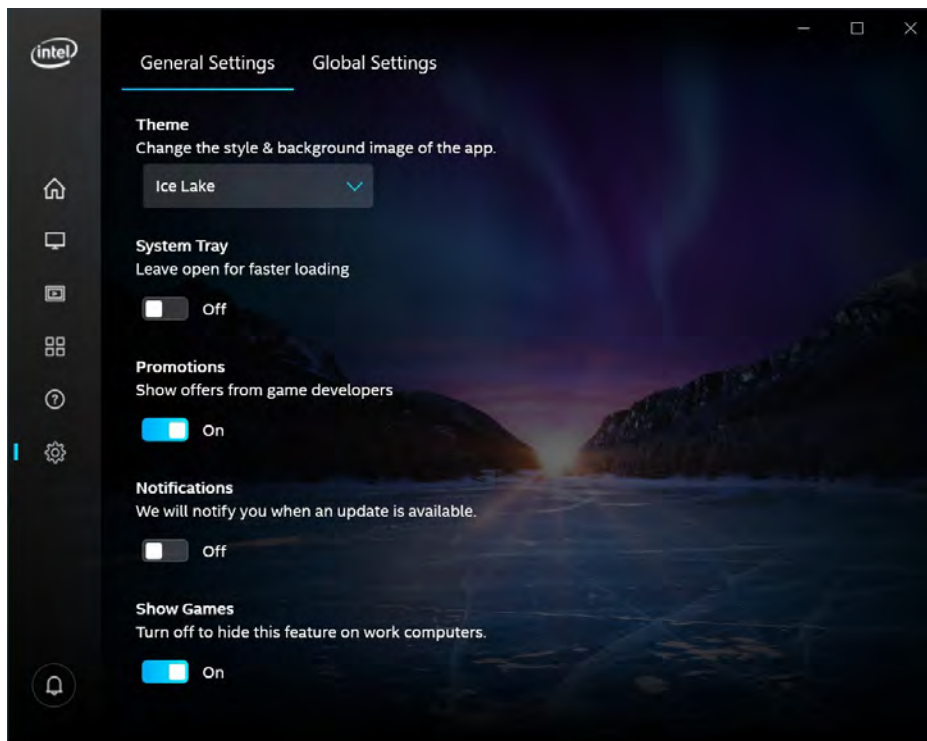 intel
General Settings
Global Settings
Theme
Change the style & background image of the app.
Ice Lake
System Tray
Leave open for faster loading
Off
Promotions
Show offers from game developers
On
Notifications
We will notify you when an update is available.
Off
Show Games
Turn off to hide this feature on work computers.
On